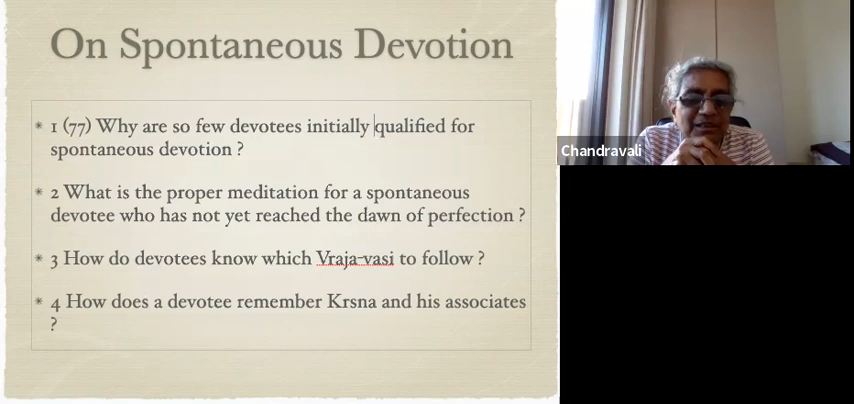 On Spontaneous Devotion
* 1 (77) Why are so few devotees initially qualified for
spontaneous devotion ?
* 2 What is the proper meditation for a spontaneous
devotee who has not yet reached the dawn of perfection ?
* 3 How do devotees know which Vraja-vasi to follow ?
* 4 How does a devotee remember Krsna and his associates
?
Chandravali